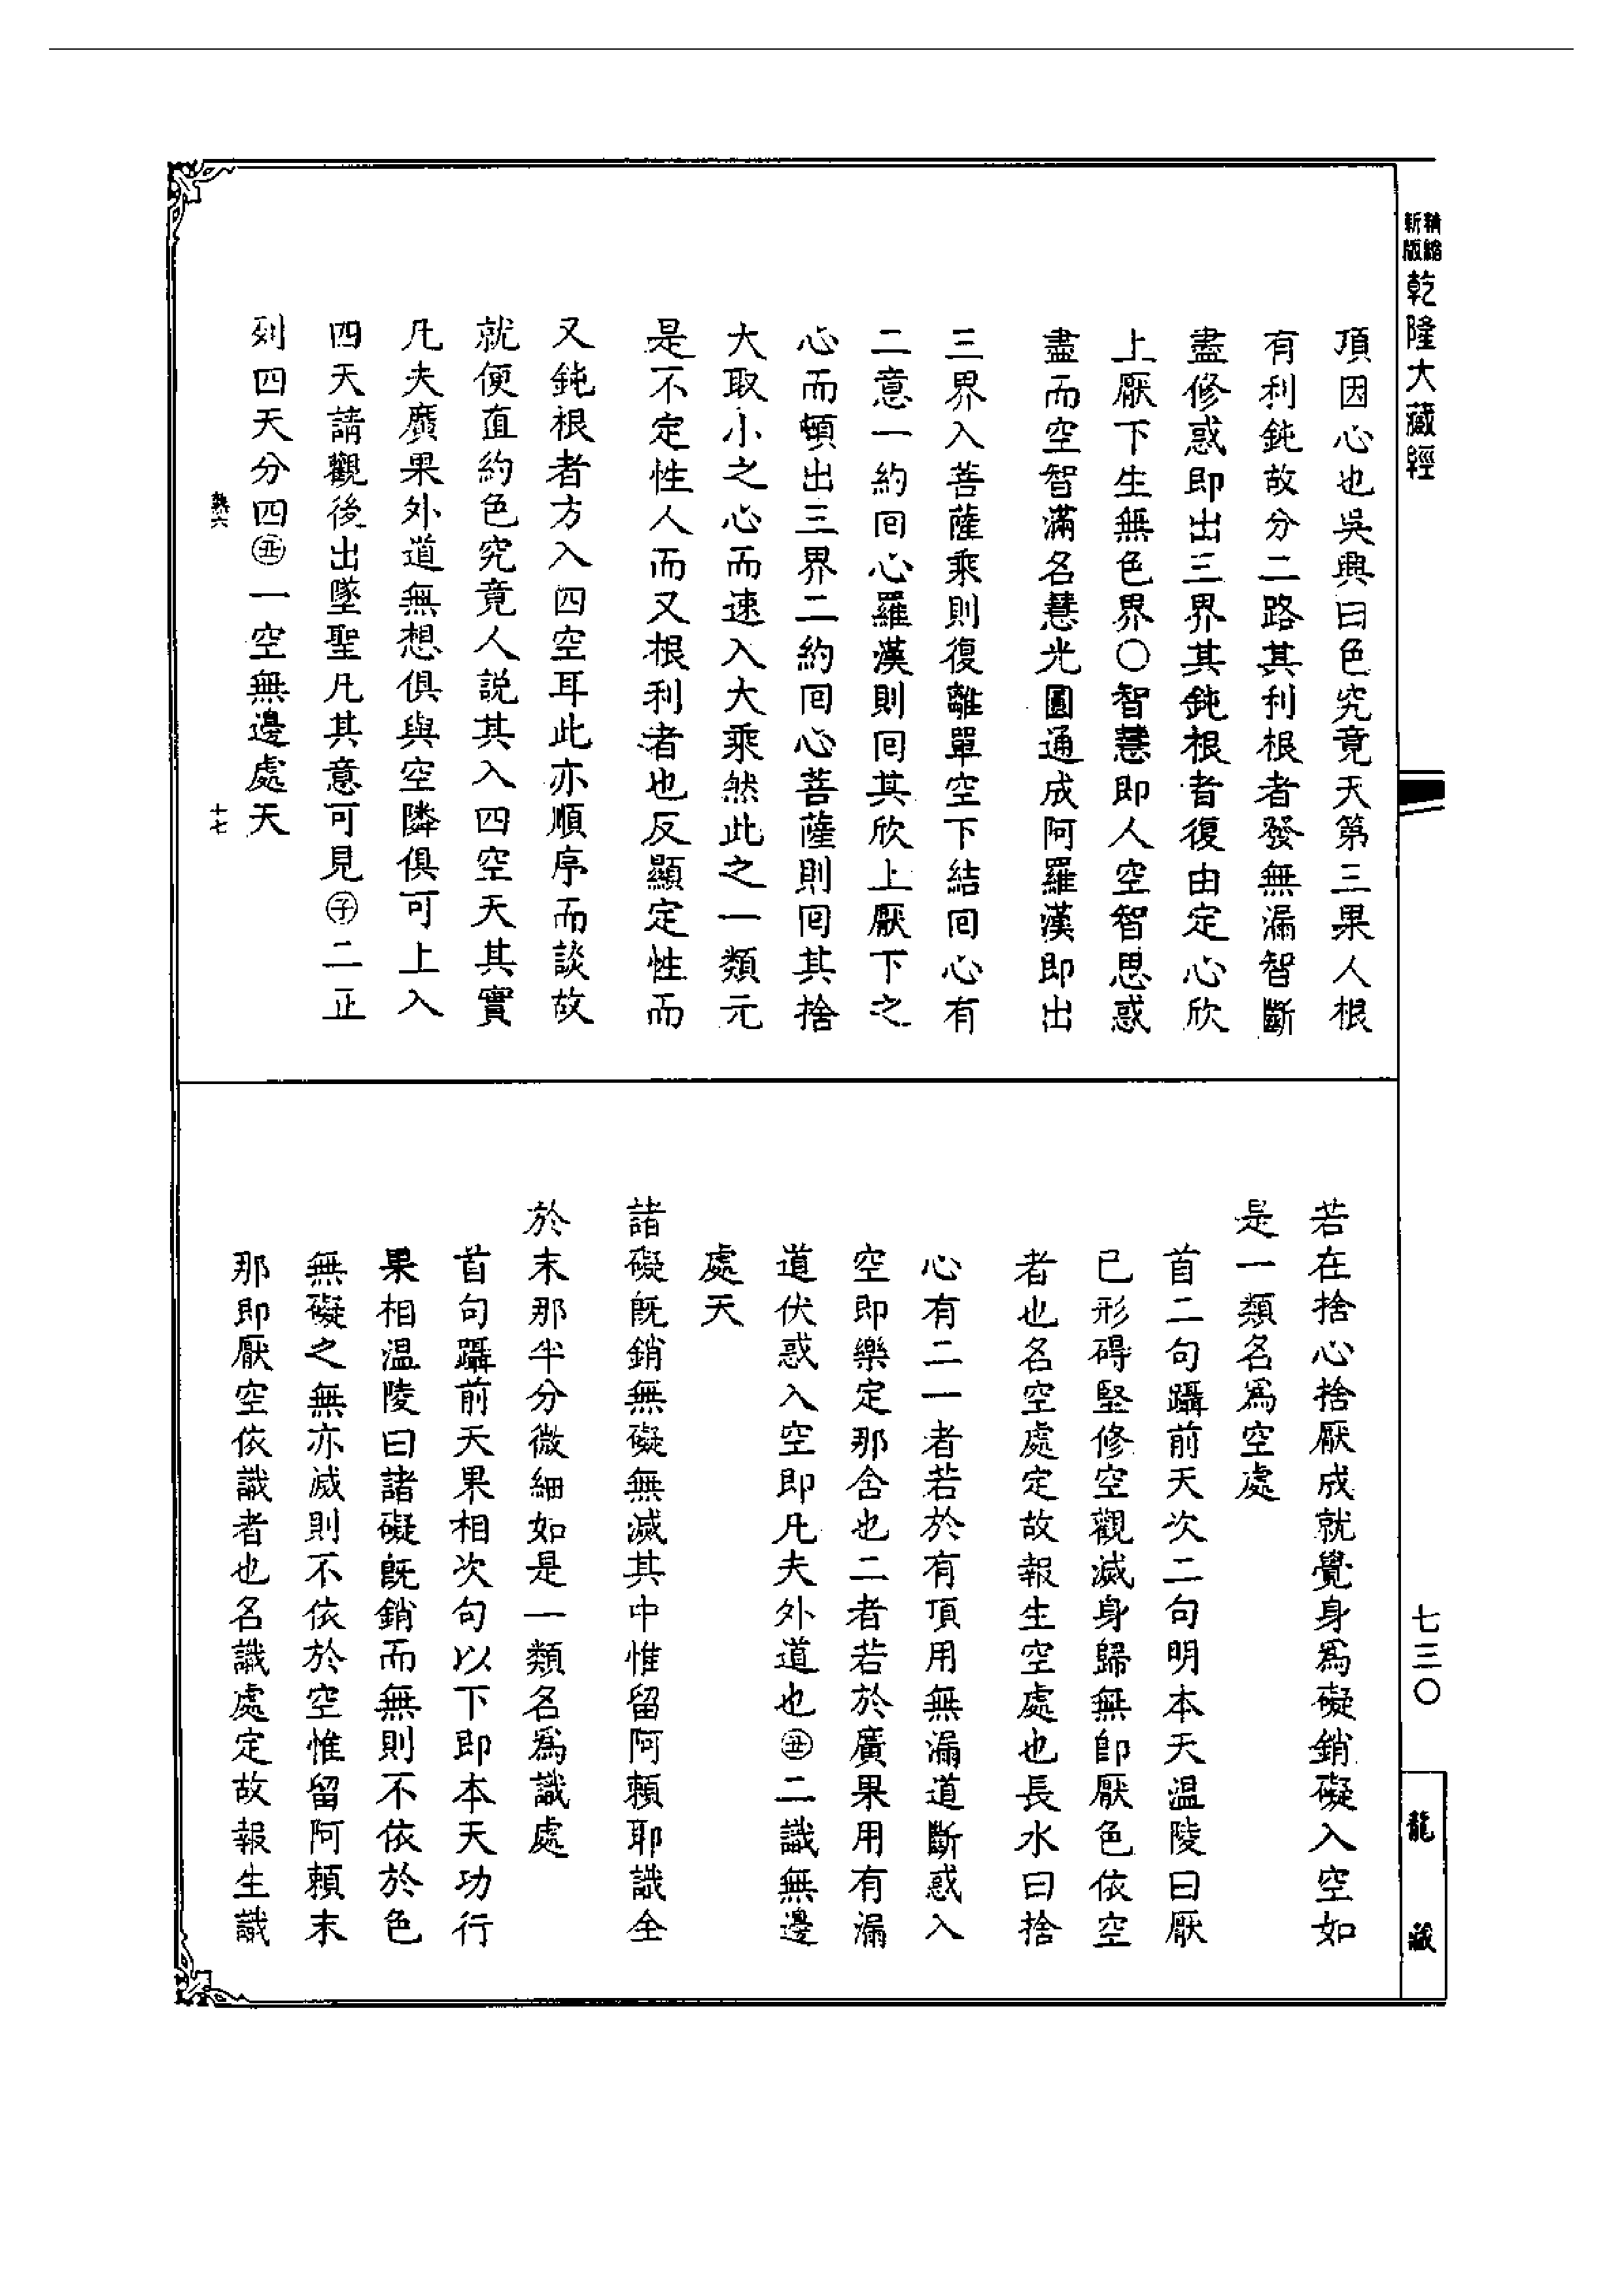 精縮
新版
乾隆大藏經
頂因心也吳興曰色究竟天第三果人根
有利鈍故分二路其利根者發無漏智斷
盡修惑即出三界其鈍根者復由定心欣
上厭下生無色界〇智慧即人空智思惑
盡而空智滿名慧光圓通成阿羅漢即出
三界入菩薩乘則復離單空下結囘心有
二意一約囘心羅漢則囘其欣上厭下之
心而頓出三界二約囘心菩薩則囘其捨
大取小之心而速入大乘然此之一類元
是不定性人而又根利者也反顯定性而
又鈍根者方入四空耳此亦順序而談故
就便直約色究竟人説其入四空天其實
凡夫廣果外道無想俱與空隣俱可上入
四天請觀後出墜聖凡其意可見㊛二正
列四天分四㊄一空無邊處天
熱六
十七
若在捨心捨厭成就覺身爲礙銷礙入空如
是一類名爲空處
首二句躡前天次二句明本天温陵曰厭
已形碍堅修空觀滅身歸無即厭色依空
者也名空處定故報生空處也長水曰捨
心有二一者若於有頂用無漏道斷惑入
空即樂定那含也二者若於廣果用有漏
道伏惑入空即凡夫外道也㊄二識無邊
處天
諸礙旣銷無礙無滅其中惟留阿賴耶識全
於末那半分微細如是一類名爲識處
首句躡前天果相次句以下即本天功行
果相温陵曰諸礙旣銷而無則不依於色
無礙之無亦滅則不依於空惟留阿賴末
那即厭空依識者也名識處定故報生識
七三〇
龍藏